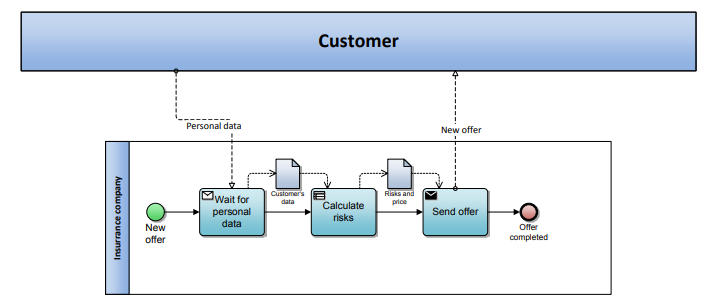 Customer
Personal data
New offer
Insurrance company
New
offer
Wait for
personal
data
Customer's
data
Calculate
risks
Risks and
price
Send offer
Offer
completed